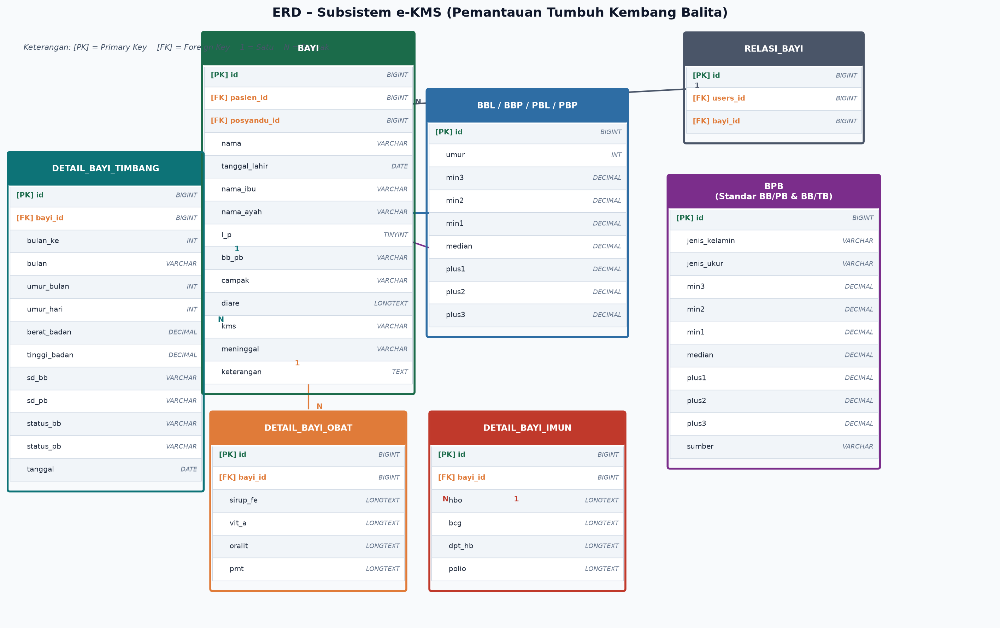 ERD – Subsistem e-KMS (Pemantauan Tumbuh Kembang Balita)
Keterangan: [PK] = Primary Key [FK] = Foreign Key 1 = Satu N =
BAYI
[PK] id BIGINT
[FK] pasien_id BIGINT
[FK] posyandu_id BIGINT
nama VARCHAR
tanggal_lahir DATE
nama_ibu VARCHAR
nama_ayah VARCHAR
l_p TINYINT
1
bb_pb VARCHAR
campak VARCHAR
diare LONGTEXT
N
kms VARCHAR
meninggal VARCHAR
1
keterangan TEXT
N
RELASI_BAYI
[PK] id BIGINT
1
[FK] users_id BIGINT
[FK] bayi_id BIGINT
N
BBL / BBP / PBL / PBP
[PK] id BIGINT
umur INT
min3 DECIMAL
min2 DECIMAL
min1 DECIMAL
median DECIMAL
plus1 DECIMAL
plus2 DECIMAL
plus3 DECIMAL
DETAIL_BAYI_TIMBANG
[PK] id BIGINT
[FK] bayi_id BIGINT
bulan_ke INT
bulan VARCHAR
umur_bulan INT
umur_hari INT
berat_badan DECIMAL
tinggi_badan DECIMAL
sd_bb VARCHAR
sd_pb VARCHAR
status_bb VARCHAR
status_pb VARCHAR
tanggal DATE
BPB
(Standar BB/PB & BB/TB)
[PK] id BIGINT
jenis_kelamin VARCHAR
jenis_ukur VARCHAR
min3 DECIMAL
min2 DECIMAL
min1 DECIMAL
median DECIMAL
plus1 DECIMAL
plus2 DECIMAL
plus3 DECIMAL
sumber VARCHAR
DETAIL_BAYI_OBAT
[PK] id BIGINT
[FK] bayi_id BIGINT
sirup_fe LONGTEXT
vit_a LONGTEXT
oralit LONGTEXT
pmt LONGTEXT
DETAIL_BAYI_IMUN
[PK] id BIGINT
[FK] bayi_id BIGINT
N hbo 1 LONGTEXT
bcg LONGTEXT
dpt_hb LONGTEXT
polio LONGTEXT